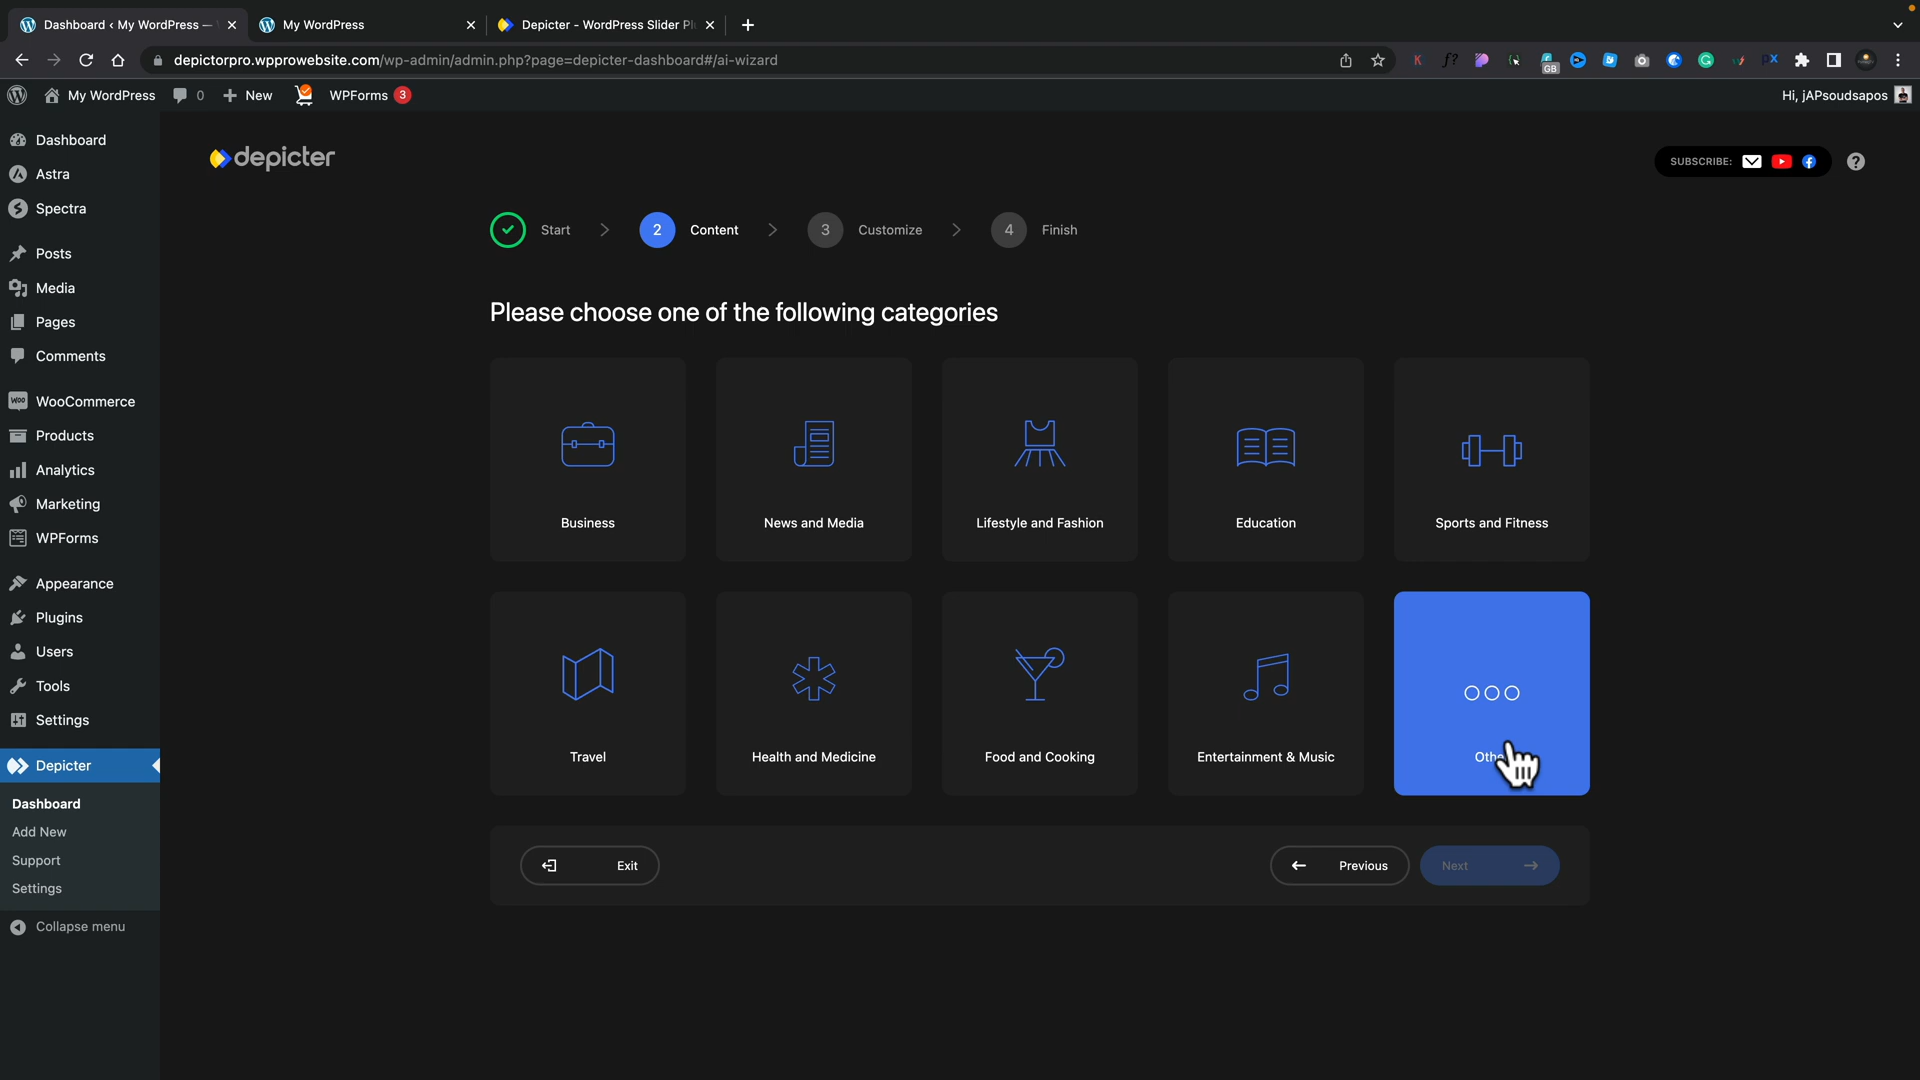 Dashboard ‹ My WordPress —
My WordPress
Depicter - WordPress Slider Pl
depictorpro.wpprowebsite.com/wp-admin/admin.php?page=depicter-dashboard#/ai-wizard
My WordPress
0
New
WPForms 3
Hi, jAPsoudsapos
Dashboard
Astra
Spectra
Posts
Media
Pages
Comments
WooCommerce
Products
Analytics
Marketing
WPForms
Appearance
Plugins
Users
Tools
Settings
Depicter
Dashboard
Add New
Support
Settings
Collapse menu
depicter
SUBSCRIBE:
?
Start
2 Content
3 Customize
4 Finish
Please choose one of the following categories
Business
News and Media
Lifestyle and Fashion
Education
Sports and Fitness
Travel
Health and Medicine
Food and Cooking
Entertainment & Music
Exit
Previous
Next